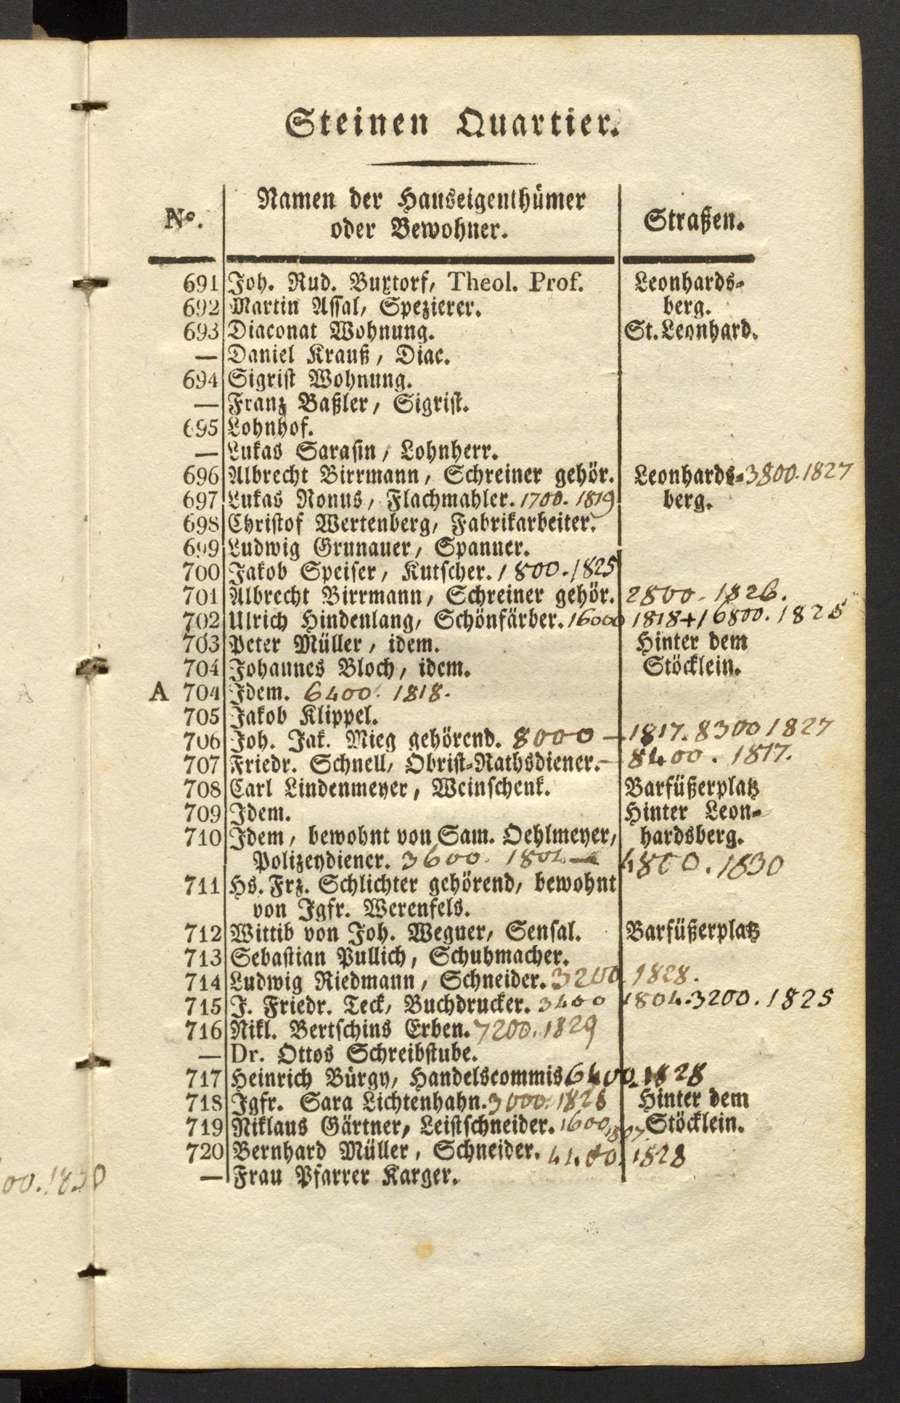 Steinen Quartier.
No. Namen der Hauseigenthümer oder Bewohner. Straßen.
691 Joh. Rud. Buxtorf, Theol. Prof. Leonhards-
692 Martin Assal, Spezierer. berg.
693 Diaconat Wohnung. St. Leonhard.
— Daniel Krauß, Diac.
694 Sigrist Wohnung.
— Franz Baßler, Sigrist.
695 Lohnhof.
— Lukas Sarasin, Lohnherr.
696 Albrecht Birrmann, Schreiner gehör. Leonhards- 3800. 1827
697 Lukas Nonus, Flachmahler. 1700. 1819 berg.
698 Christof Wertenberg, Fabrikarbeiter.
699 Ludwig Grunauer, Spanner.
700 Jakob Speiser, Kutscher. 1800. 1825
701 Albrecht Birrmann, Schreiner gehör. 2800. 1826.
702 Ulrich Hindenlang, Schönfärber. 16000 1818+16800. 1825
703 Peter Müller, idem. Hinter dem
704 Johannes Bloch, idem. Stöcklein.
A 704 Idem. 6400. 1818.
705 Jakob Klippel.
706 Joh. Jak. Mieg gehörend. 8000 — 1817. 8300 1827
707 Friedr. Schnell, Obrist-Rathsdiener. — 8400. 1817.
708 Carl Lindenmeyer, Weinschenk. Barfüßerplatz
709 Idem. Hinter Leon-
710 Idem, bewohnt von Sam. Oehlmeyer, hardsberg.
Polizeydiener. 3600. 1804 — 4800. 1830
711 Hs. Frz. Schlichter gehörend, bewohnt
von Jgfr. Werenfels.
712 Wittib von Joh. Wegner, Sensal. Barfüßerplatz
713 Sebastian Pullich, Schuhmacher.
714 Ludwig Riedmann, Schneider. 3200 1828.
715 J. Friedr. Teck, Buchdrucker. 3400 1804. 3200. 1825
716 Nikl. Bertschins Erben. 7200. 1829
— Dr. Ottos Schreibstube.
717 Heinrich Bürgy, Handelscommis 6400 1828
718 Jgfr. Sara Lichtenhahn. 3000. 1828 Hinter dem
719 Niklaus Gärtner, Leistschneider. 1600 Stöcklein.
720 Bernhard Müller, Schneider. 4100. 1828
— Frau Pfarrer Karger.